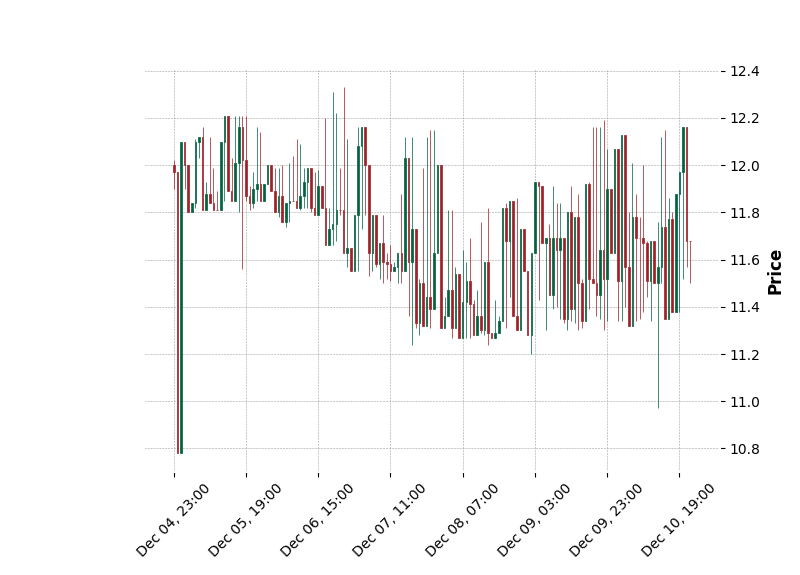 12.4
12.2
12.0
11.8
11.6
11.4
11.2
11.0
10.8
Price
Dec 04, 23:00
Dec 05, 19:00
Dec 06, 15:00
Dec 07, 11:00
Dec 08, 07:00
Dec 09, 03:00
Dec 09, 23:00
Dec 10, 19:00